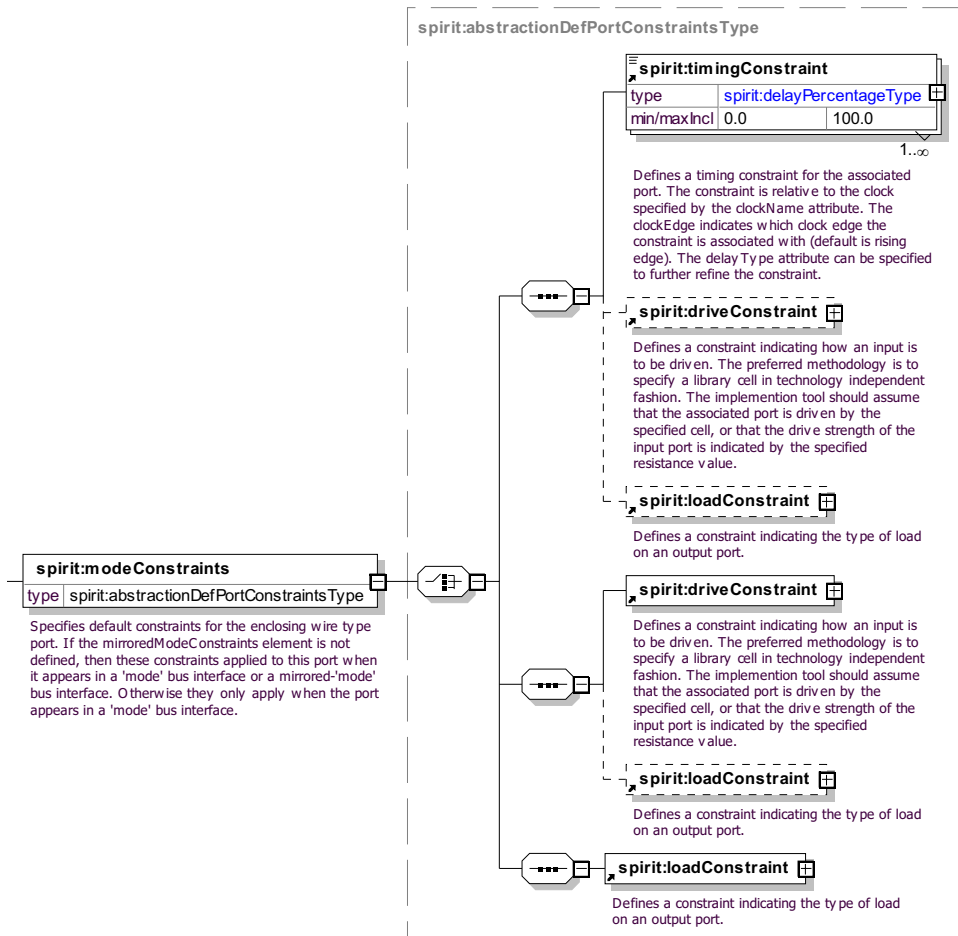 spirit:abstractionDefPortConstraintsType
spirit:timingConstraint
type spirit:delayPercentageType
min/maxIncl 0.0 100.0
1..∞
Defines a timing constraint for the associated
port. The constraint is relative to the clock
specified by the clockName attribute. The
clockEdge indicates which clock edge the
constraint is associated with (default is rising
edge). The delayType attribute can be specified
to further refine the constraint.
spirit:driveConstraint
Defines a constraint indicating how an input is
to be driven. The preferred methodology is to
specify a library cell in technology independent
fashion. The implemention tool should assume
that the associated port is driven by the
specified cell, or that the drive strength of the
input port is indicated by the specified
resistance value.
spirit:loadConstraint
Defines a constraint indicating the type of load
on an output port.
spirit:modeConstraints
type spirit:abstractionDefPortConstraintsType
Specifies default constraints for the enclosing wire type
port. If the mirroredModeConstraints element is not
defined, then these constraints applied to this port when
it appears in a 'mode' bus interface or a mirrored-'mode'
bus interface. Otherwise they only apply when the port
appears in a 'mode' bus interface.
spirit:driveConstraint
Defines a constraint indicating how an input is
to be driven. The preferred methodology is to
specify a library cell in technology independent
fashion. The implemention tool should assume
that the associated port is driven by the
specified cell, or that the drive strength of the
input port is indicated by the specified
resistance value.
spirit:loadConstraint
Defines a constraint indicating the type of load
on an output port.
spirit:loadConstraint
Defines a constraint indicating the type of load
on an output port.